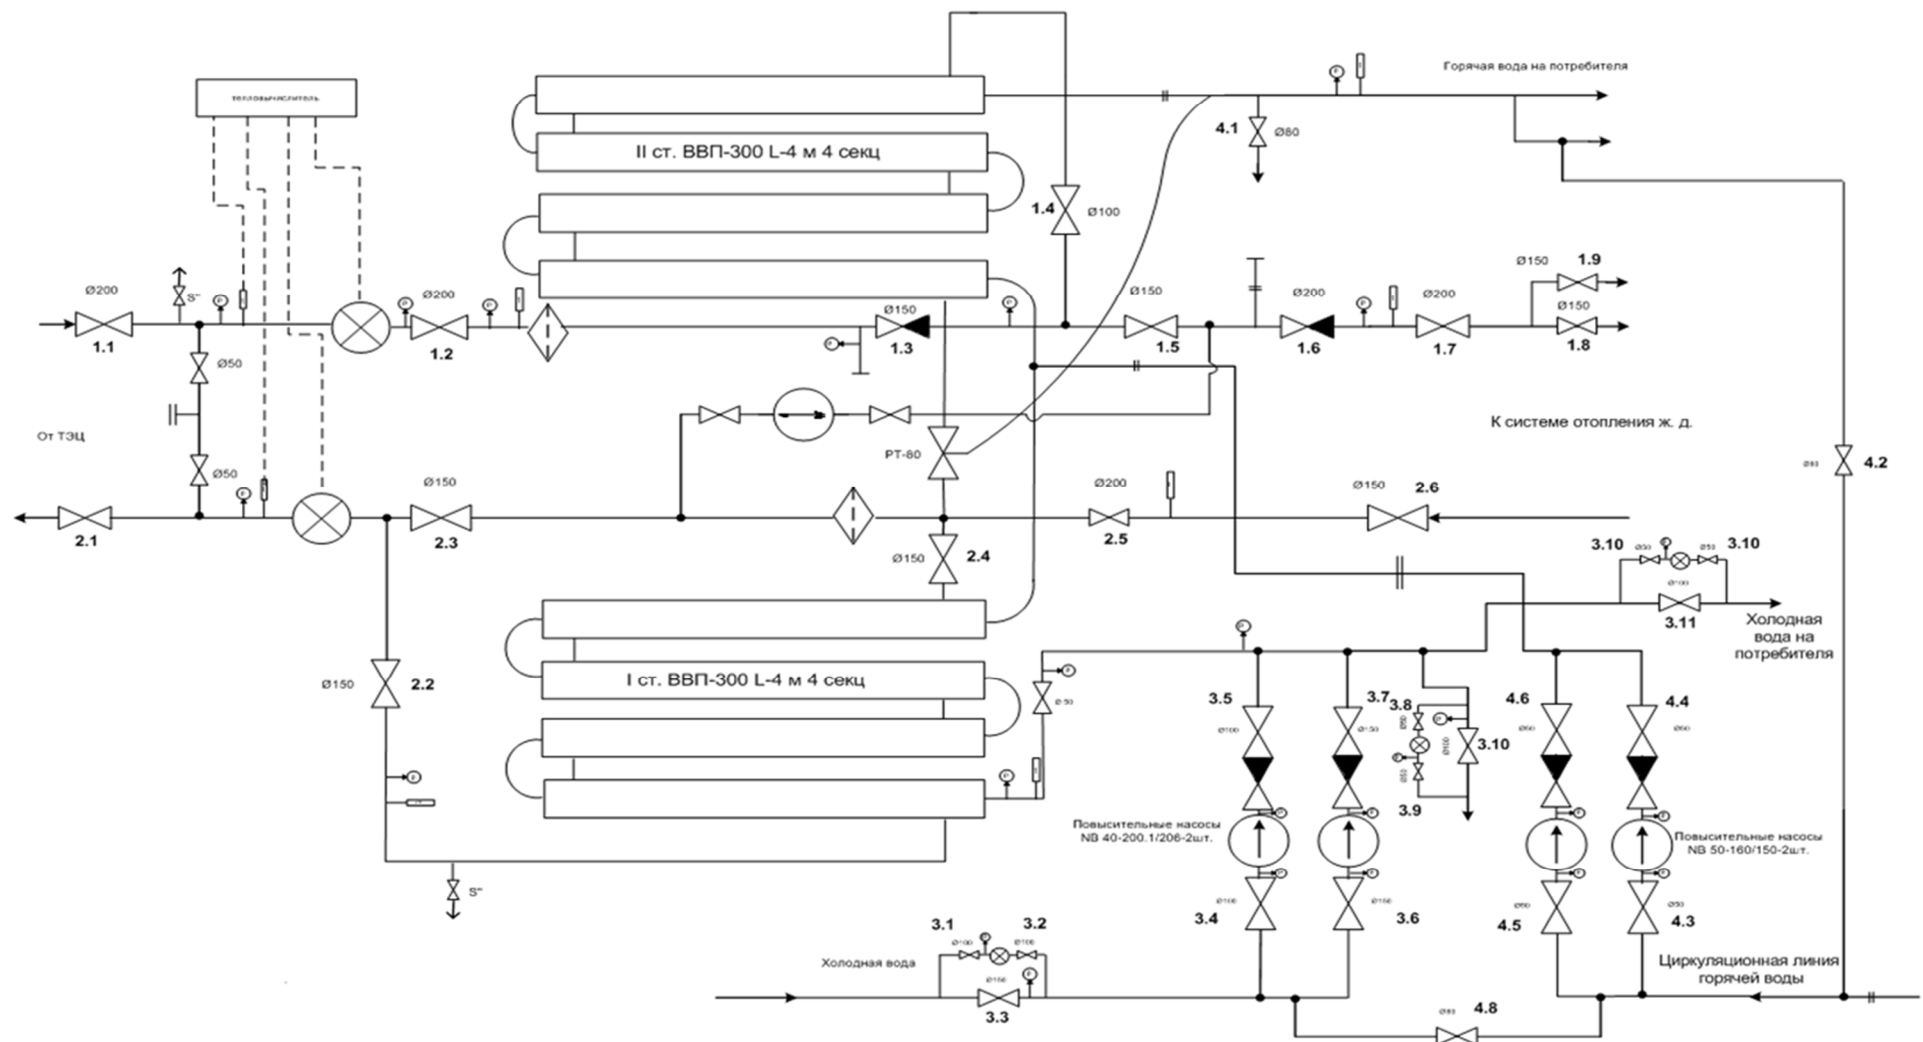 Горячая вода на потребителя
тепловычислитель
4.1
Ø80
II ст. ВВП-300 L-4 м 4 секц
1.4
Ø100
Ø200
S"
Ø200
Ø150
Ø150
Ø200
Ø200
Ø150
1.9
Ø150
1.1
1.2
1.3
1.5
1.6
1.7
1.8
Ø50
От ТЭЦ
К системе отопления ж. д.
РТ-80
4.2
Ø50
Ø150
Ø200
Ø150
2.6
2.1
2.3
2.5
Ø150
2.4
3.10
3.10
3.11
Холодная
вода на
потребителя
Ø150
2.2
I ст. ВВП-300 L-4 м 4 секц
3.5
3.7
3.8
4.6
4.4
3.10
3.9
Повысительные насосы
NB 40-200.1/206-2шт.
Повысительные насосы
NB 50-160/150-2шт.
S"
3.4
3.6
4.5
4.3
3.1
3.2
Холодная вода
Циркуляционная линия
горячей воды
3.3
4.8